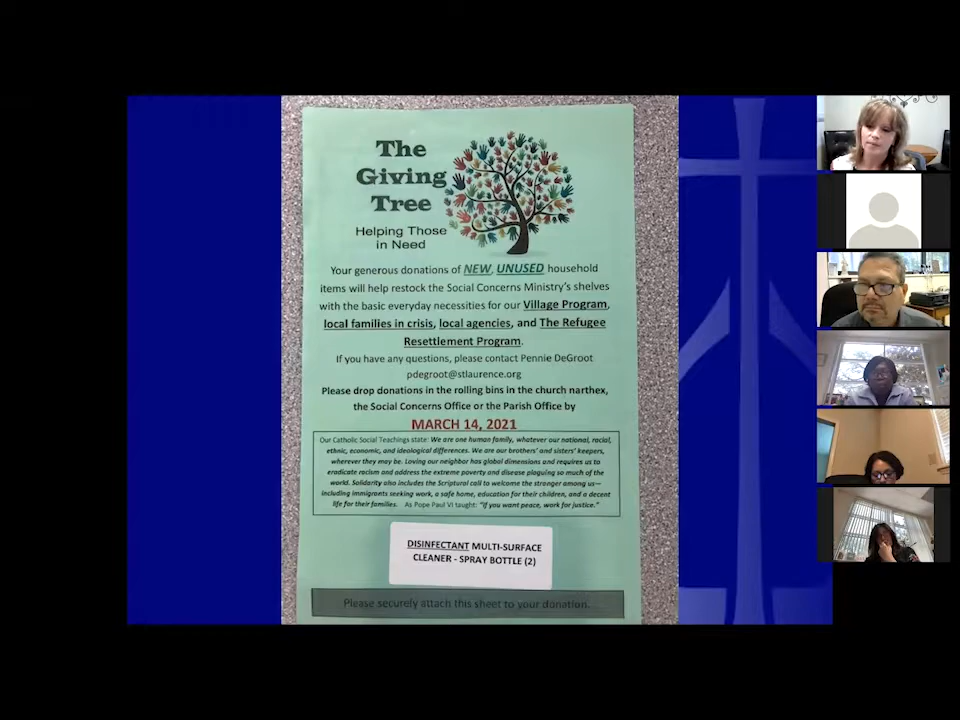 The
Giving
Tree
Helping Those
in Need
Your generous donations of NEW, UNUSED household
items will help restock the Social Concerns Ministry's shelves
with the basic everyday necessities for our Village Program,
local families in crisis, local agencies, and The Refugee
Resettlement Program.
If you have any questions, please contact Pennie DeGroot
pdegroot@stlaurence.org
Please drop donations in the rolling bins in the church narthex,
the Social Concerns Office or the Parish Office by
MARCH 14, 2021
Our Catholic Social Teachings state: We are one human family, whatever our national, racial,
ethnic, economic, and ideological differences. We are our brothers' and sisters' keepers,
wherever they may be. Loving our neighbor has global dimensions and requires us to
eradicate racism and address the extreme poverty and disease plaguing so much of the
world. Solidarity also includes the Scriptural call to welcome the stranger among us—
including immigrants seeking work, a safe home, education for their children, and a decent
life for their families. As Pope Paul VI taught: "If you want peace, work for justice."
DISINFECTANT MULTI-SURFACE
CLEANER - SPRAY BOTTLE (2)
Please securely attach this sheet to your donation.